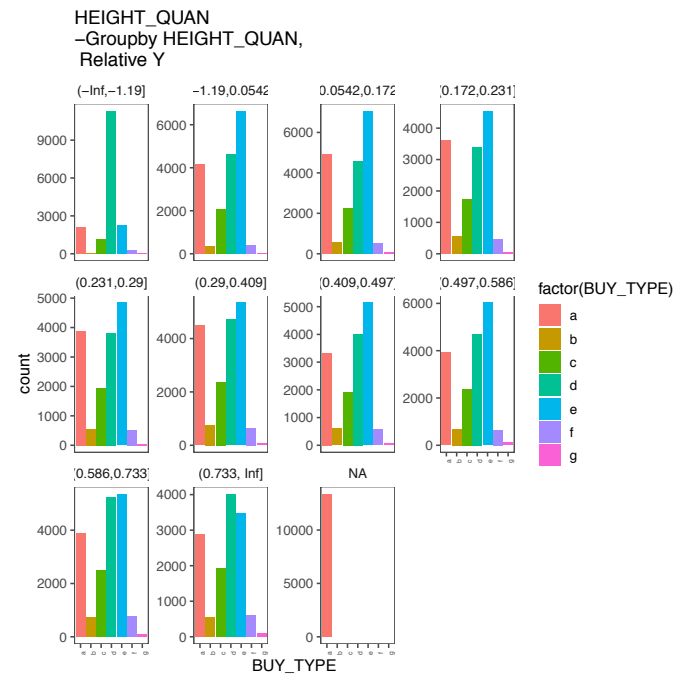 HEIGHT_QUAN
−Groupby HEIGHT_QUAN,
Relative Y
(−Inf,−1.19] −1.19,0.0542 0.0542,0.172 (0.172,0.231]
9000 6000 6000 4000
6000 4000 4000 3000
3000 2000 2000 2000
1000
0 0 0 0
(0.231,0.29] (0.29,0.409] (0.409,0.497] (0.497,0.586]
5000 4000 5000 6000
4000 2000 4000 4000
3000 0 3000 2000
2000 2000 0
1000 1000
0 0
a b c d e f g a b c d e f g
(0.586,0.733] (0.733, Inf] NA
4000 4000 10000
2000 3000 5000
0 2000 0
1000
0
a b c d e f g a b c d e f g a b c d e f g
count
BUY_TYPE
factor(BUY_TYPE)
a
b
c
d
e
f
g